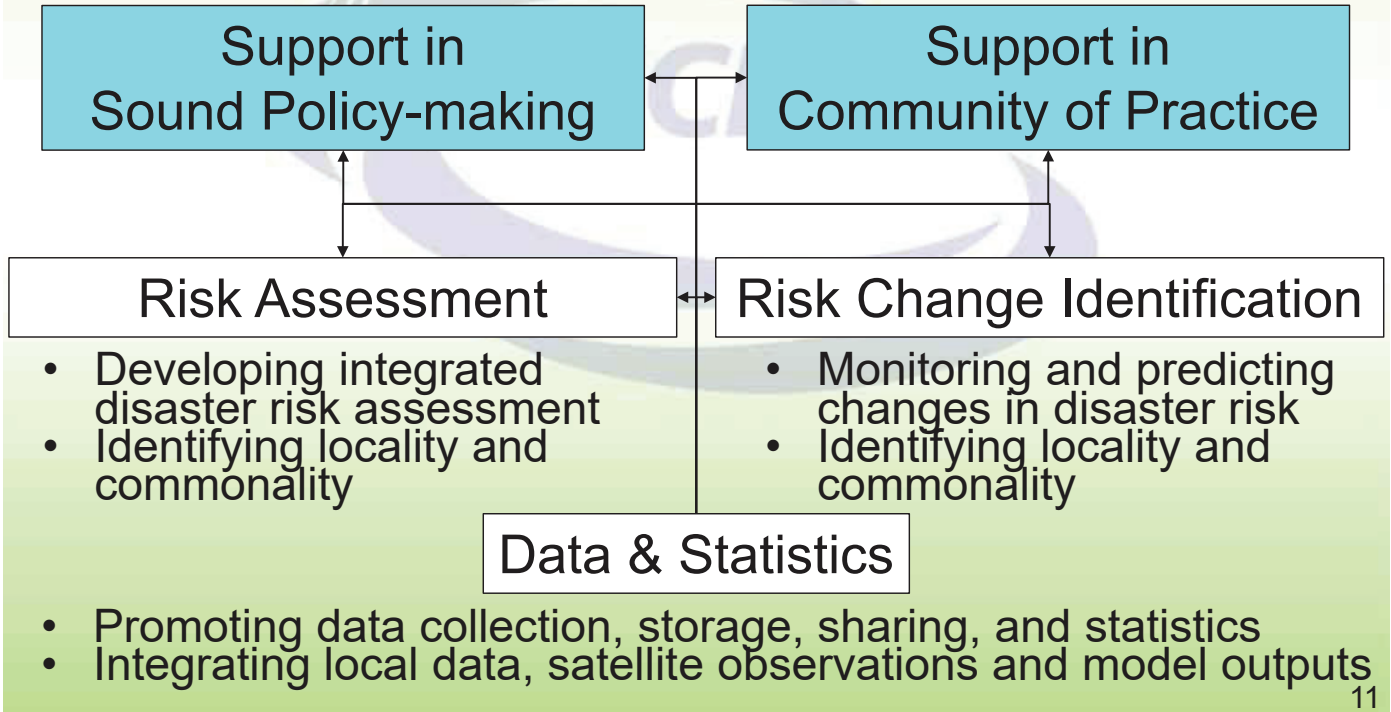 Support in
Sound Policy-making
Support in
Community of Practice
Risk Assessment
Risk Change Identification
• Developing integrated
disaster risk assessment
• Identifying locality and
commonality
• Monitoring and predicting
changes in disaster risk
• Identifying locality and
commonality
Data & Statistics
• Promoting data collection, storage, sharing, and statistics
• Integrating local data, satellite observations and model outputs
11